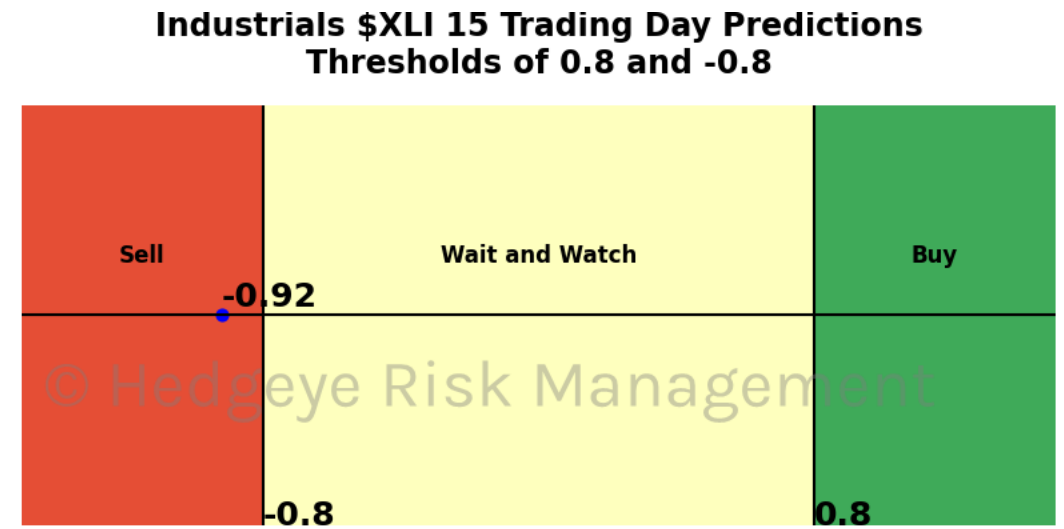 Industrials $XLI 15 Trading Day Predictions
Thresholds of 0.8 and -0.8
Sell
Wait and Watch
Buy
-0.92
© Hedgeye Risk Management
-0.8
0.8